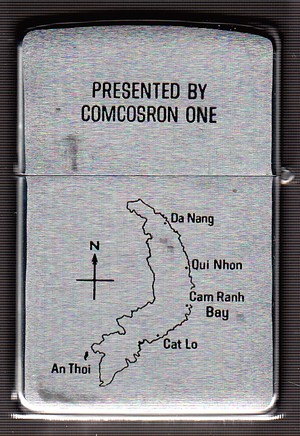 PRESENTED BY
COMCOSRON ONE
Da Nang
N
Qui Nhon
Cam Ranh
Bay
Cat Lo
An Thoi